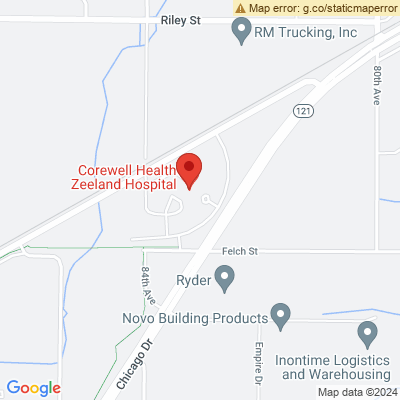 Map error: g.co/staticmaperror
Riley St
RM Trucking, Inc
80th Ave
121
Corewell Health
Zeeland Hospital
Felch St
84th Ave
Ryder
Novo Building Products
Chicago Dr
Empire Dr
Inontime Logistics
and Warehousing
Google
Map data ©2024